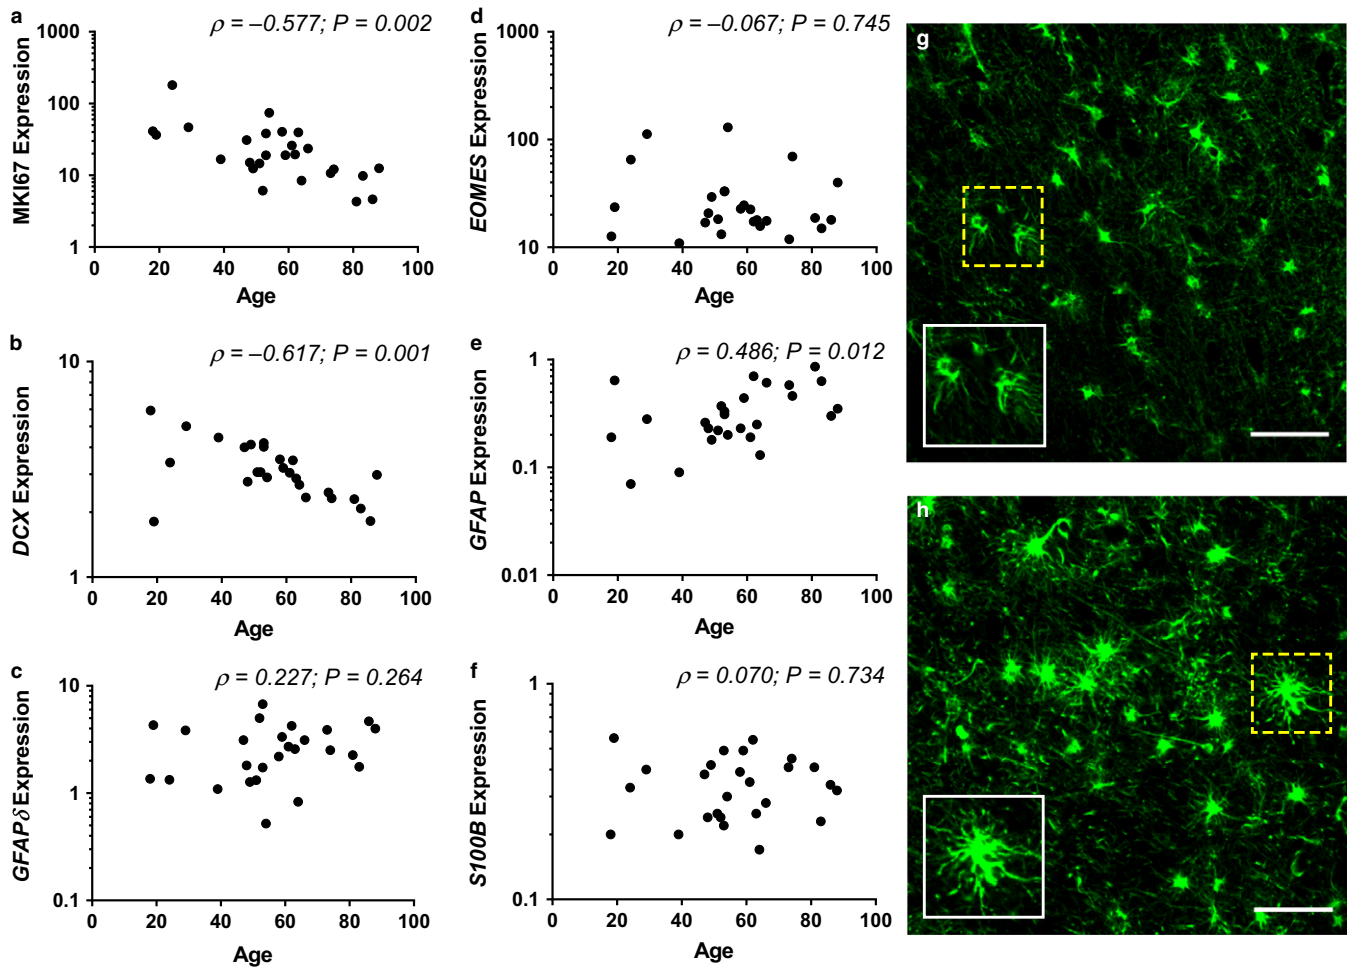 a
ρ = –0.577; P = 0.002
MKI67 Expression
1000
100
10
1
0 20 40 60 80 100
Age
b
ρ = –0.617; P = 0.001
DCX Expression
10
1
0 20 40 60 80 100
Age
c
ρ = 0.227; P = 0.264
GFAPδ Expression
10
1
0.1
0 20 40 60 80 100
Age
d
ρ = –0.067; P = 0.745
EOMES Expression
1000
100
10
0 20 40 60 80 100
Age
e
ρ = 0.486; P = 0.012
GFAP Expression
1
0.1
0.01
0 20 40 60 80 100
Age
f
ρ = 0.070; P = 0.734
S100B Expression
1
0.1
0 20 40 60 80 100
Age
g
h